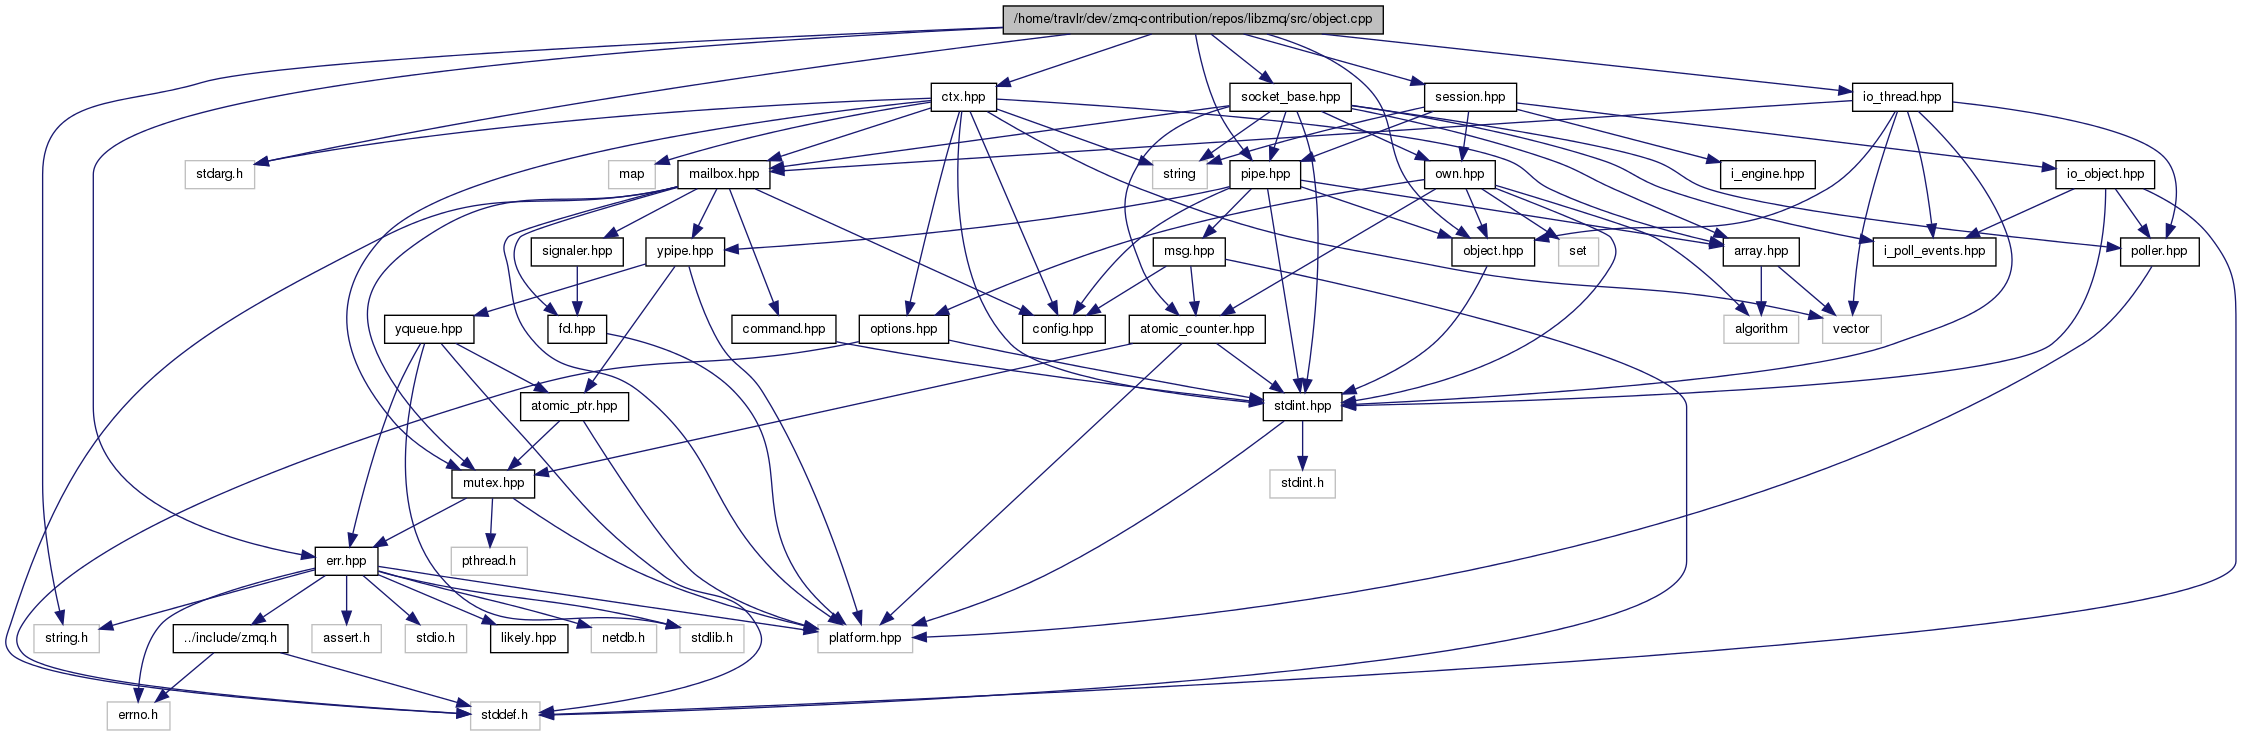 /home/travlr/dev/zmq-contribution/repos/libzmq/src/object.cpp
ctx.hpp
socket_base.hpp
session.hpp
io_thread.hpp
stdarg.h
map
mailbox.hpp
string
pipe.hpp
own.hpp
i_engine.hpp
io_object.hpp
signaler.hpp
ypipe.hpp
msg.hpp
object.hpp
set
array.hpp
i_poll_events.hpp
poller.hpp
yqueue.hpp
fd.hpp
command.hpp
options.hpp
config.hpp
atomic_counter.hpp
algorithm
vector
atomic_ptr.hpp
stdint.hpp
mutex.hpp
stdint.h
err.hpp
pthread.h
string.h
../include/zmq.h
assert.h
stdio.h
likely.hpp
netdb.h
stdlib.h
platform.hpp
errno.h
stddef.h